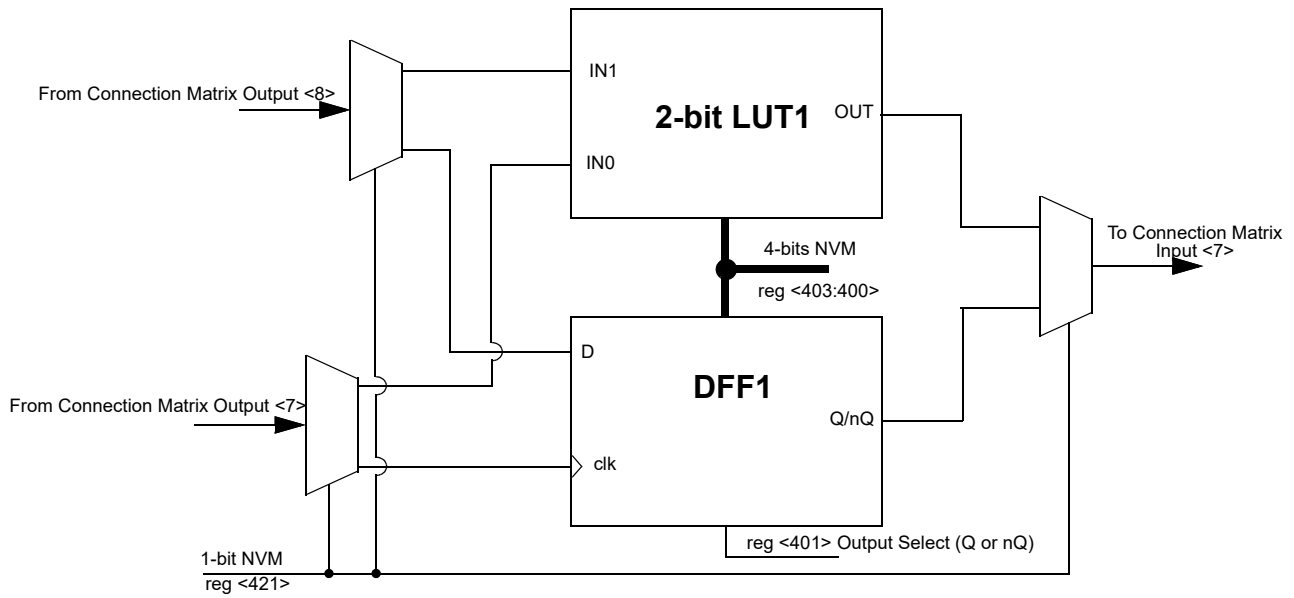 From Connection Matrix Output <8>
IN1
2-bit LUT1
OUT
IN0
To Connection Matrix
Input <7>
4-bits NVM
reg <403:400>
D
DFF1
From Connection Matrix Output <7>
Q/nQ
clk
reg <401> Output Select (Q or nQ)
1-bit NVM
reg <421>